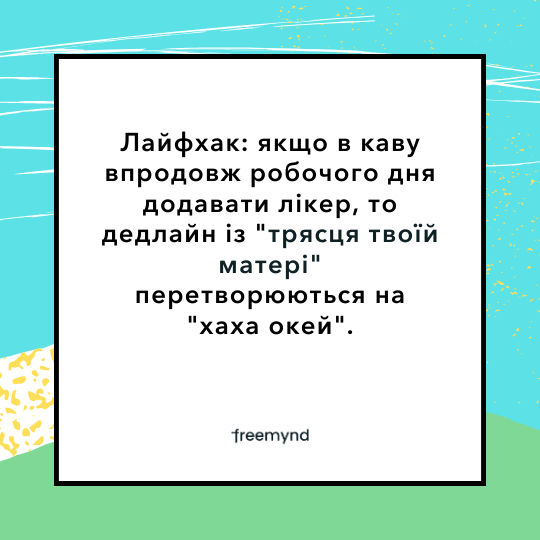 Лайфхак: якщо в каву
впродовж робочого дня
додавати лікер, то
дедлайн із "трясця твоїй
матері"
перетворюються на
"хаха окей".
freemynd